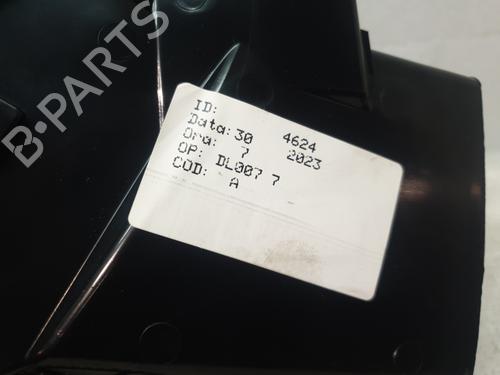 B-PARTS
ID:
Data: 30 4624
Ora: 7 2023
OP: DL007 7
COD: A